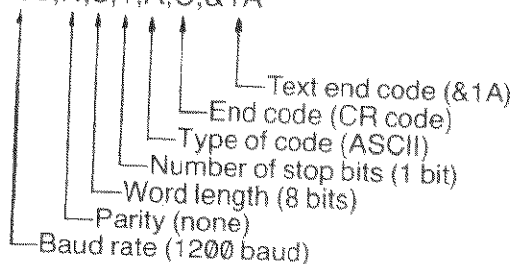 &1A
Text end code (&1A)
End code (CR code)
Type of code (ASCII)
Number of stop bits (1 bit)
Word length (8 bits)
Parity (none)
Baud rate (1200 baud)